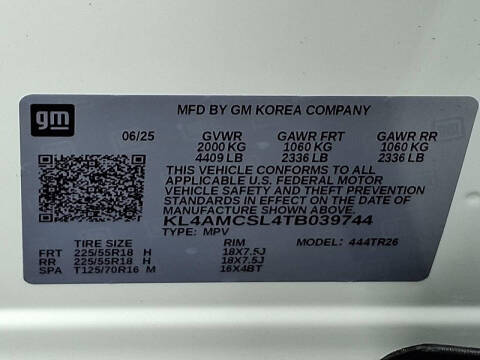 gm
MFD BY GM KOREA COMPANY
06/25 GVWR GAWR FRT GAWR RR
2000 KG 1060 KG 1060 KG
4409 LB 2336 LB 2336 LB
THIS VEHICLE CONFORMS TO ALL
APPLICABLE U.S. FEDERAL MOTOR
VEHICLE SAFETY AND THEFT PREVENTION
STANDARDS IN EFFECT ON THE DATE OF
MANUFACTURE SHOWN ABOVE.
KL4AMCSL4TB039744
TYPE: MPV
TIRE SIZE RIM MODEL: 444TR26
FRT 225/55R18 H 18X7.5J
RR 225/55R18 H 18X7.5J
SPA T125/70R16 M 16X4BT